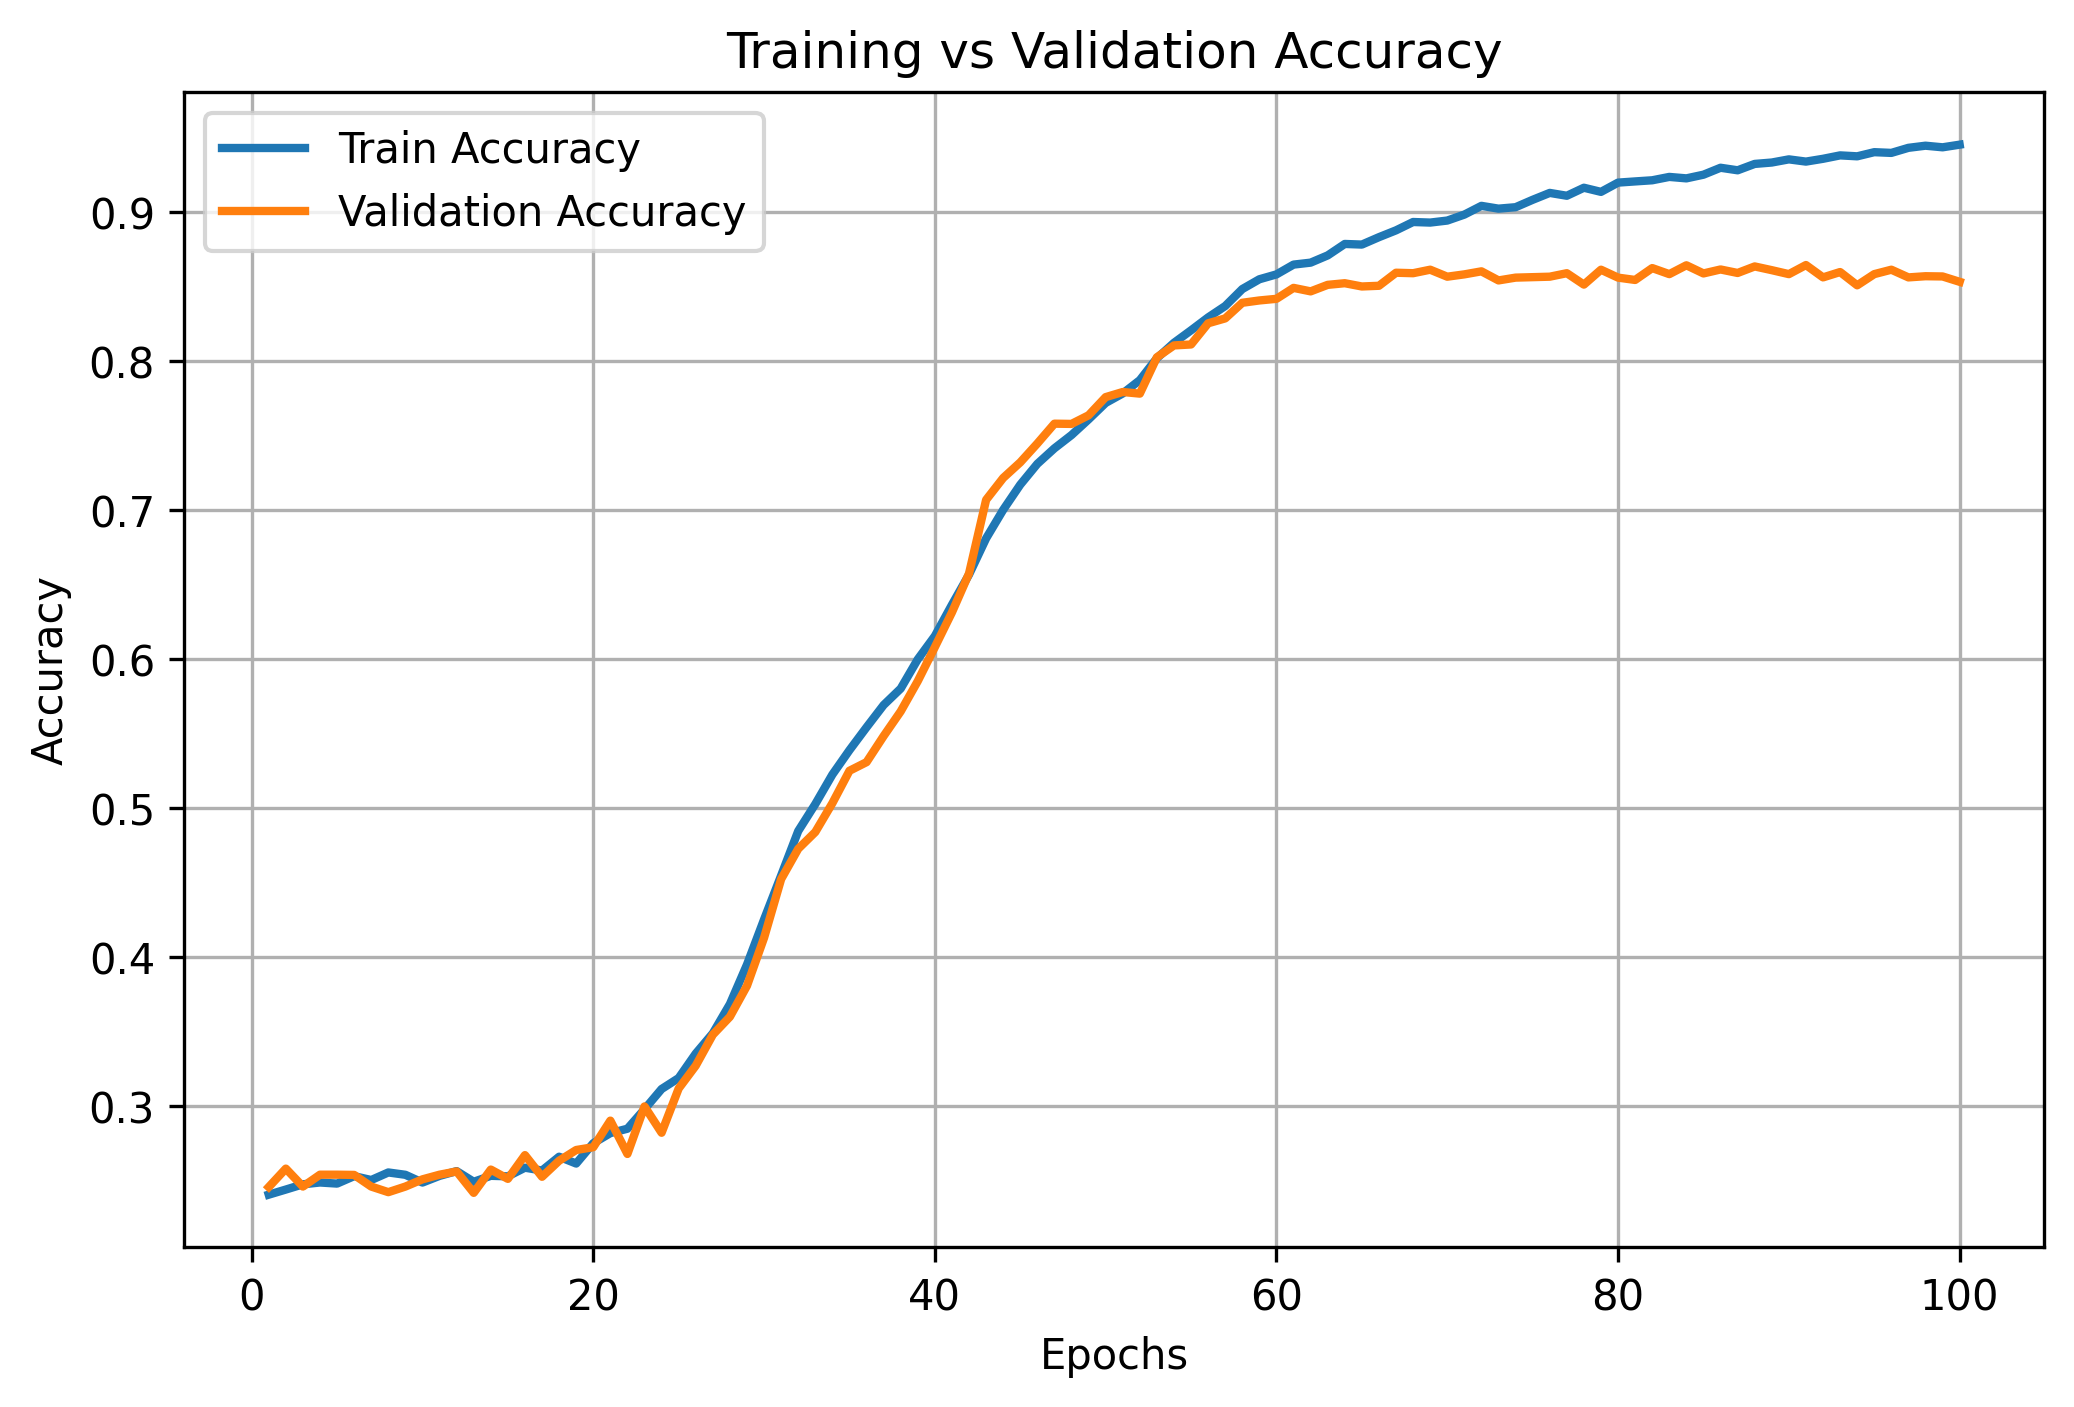 Training vs Validation Accuracy
Train Accuracy
Validation Accuracy
0.9
0.8
0.7
0.6
0.5
0.4
0.3
Accuracy
0 20 40 60 80 100
Epochs